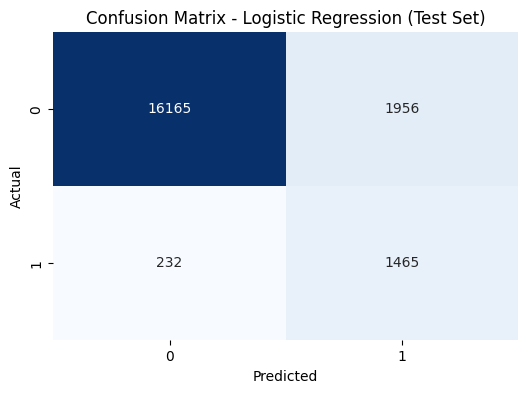 Confusion Matrix - Logistic Regression (Test Set)
0
16165
1956
Actual
1
232
1465
0
1
Predicted